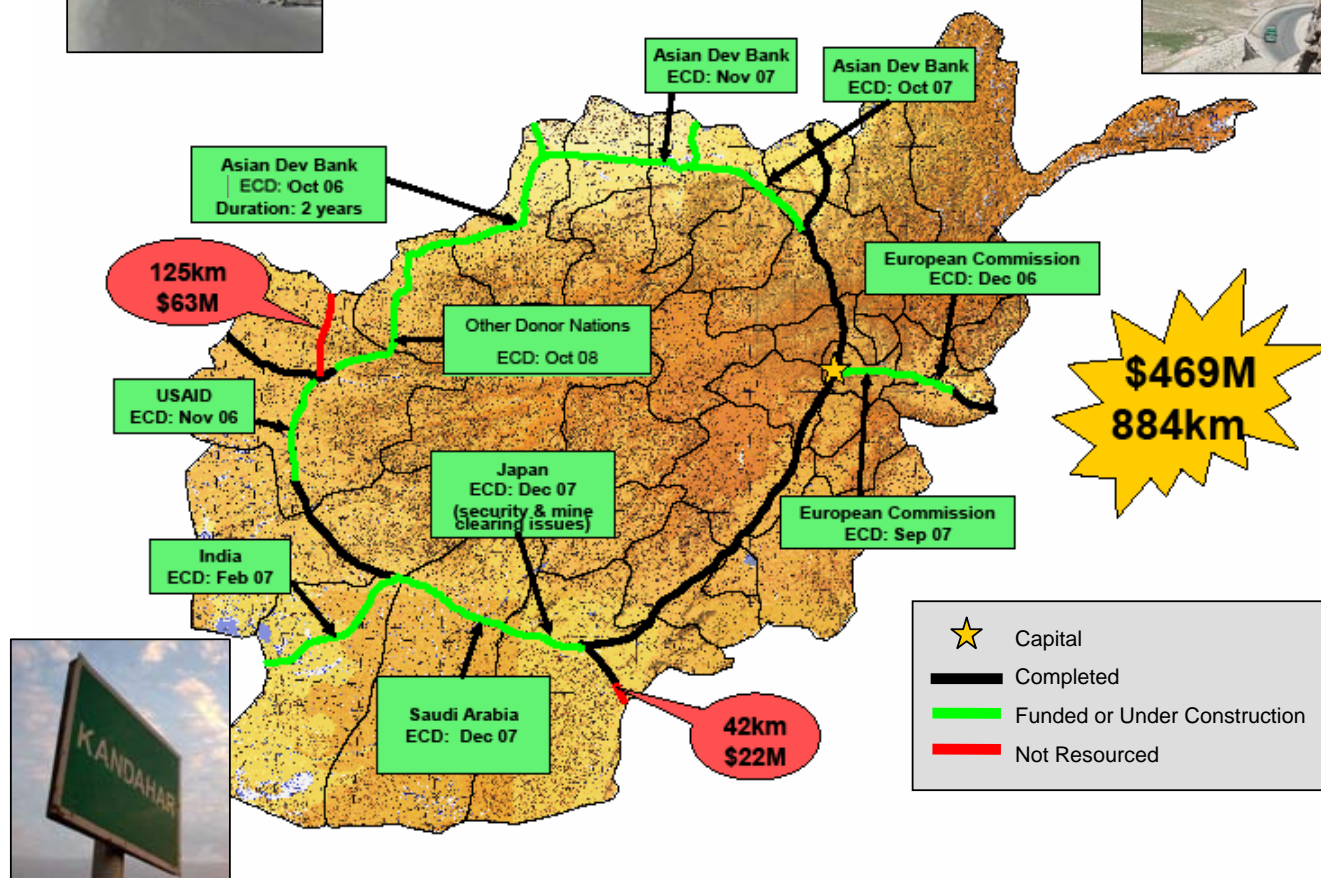 Asian Dev Bank
ECD: Nov 07
Asian Dev Bank
ECD: Oct 07
Asian Dev Bank
ECD: Oct 06
Duration: 2 years
125km
$63M
European Commission
ECD: Dec 06
Other Donor Nations
ECD: Oct 08
$469M
884km
USAID
ECD: Nov 06
Japan
ECD: Dec 07
(security & mine
clearing issues)
European Commission
ECD: Sep 07
India
ECD: Feb 07
Saudi Arabia
ECD: Dec 07
42km
$22M
KANDAHAR
Capital
Completed
Funded or Under Construction
Not Resourced